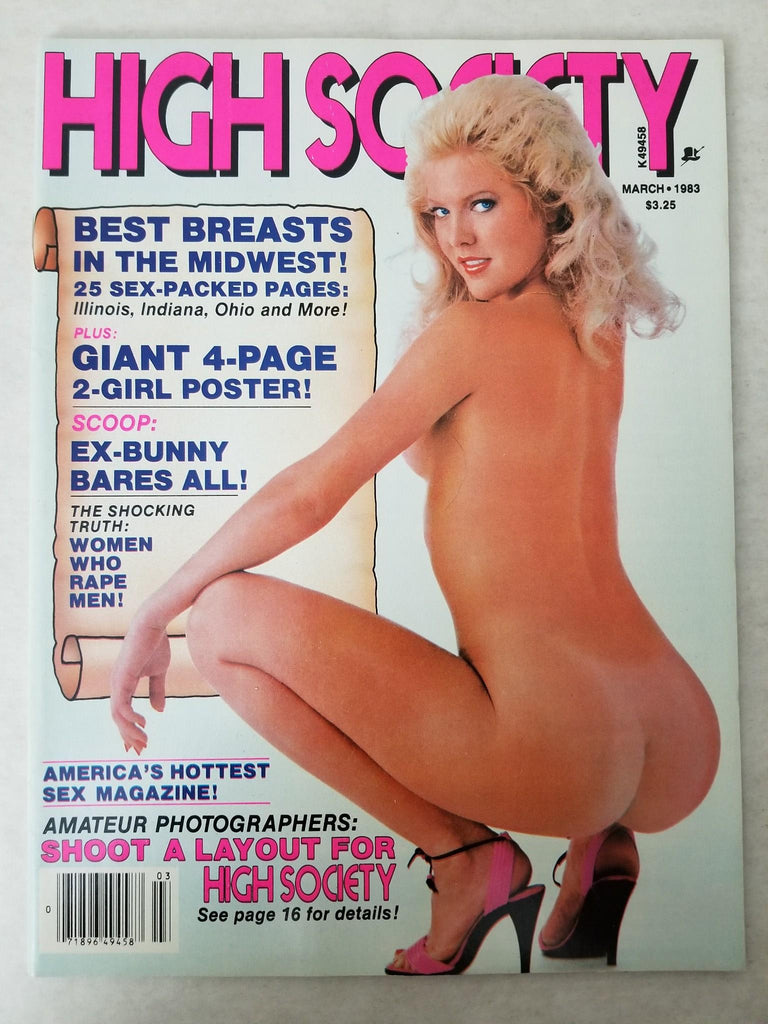 HIGH SOCIETY
K49458
MARCH • 1983
$3.25
BEST BREASTS
IN THE MIDWEST!
25 SEX-PACKED PAGES:
Illinois, Indiana, Ohio and More!
PLUS:
GIANT 4-PAGE
2-GIRL POSTER!
SCOOP:
EX-BUNNY
BARES ALL!
THE SHOCKING
TRUTH:
WOMEN
WHO
RAPE
MEN!
AMERICA'S HOTTEST
SEX MAGAZINE!
AMATEUR PHOTOGRAPHERS:
SHOOT A LAYOUT FOR
HIGH SOCIETY
See page 16 for details!
03
0
71896 49458